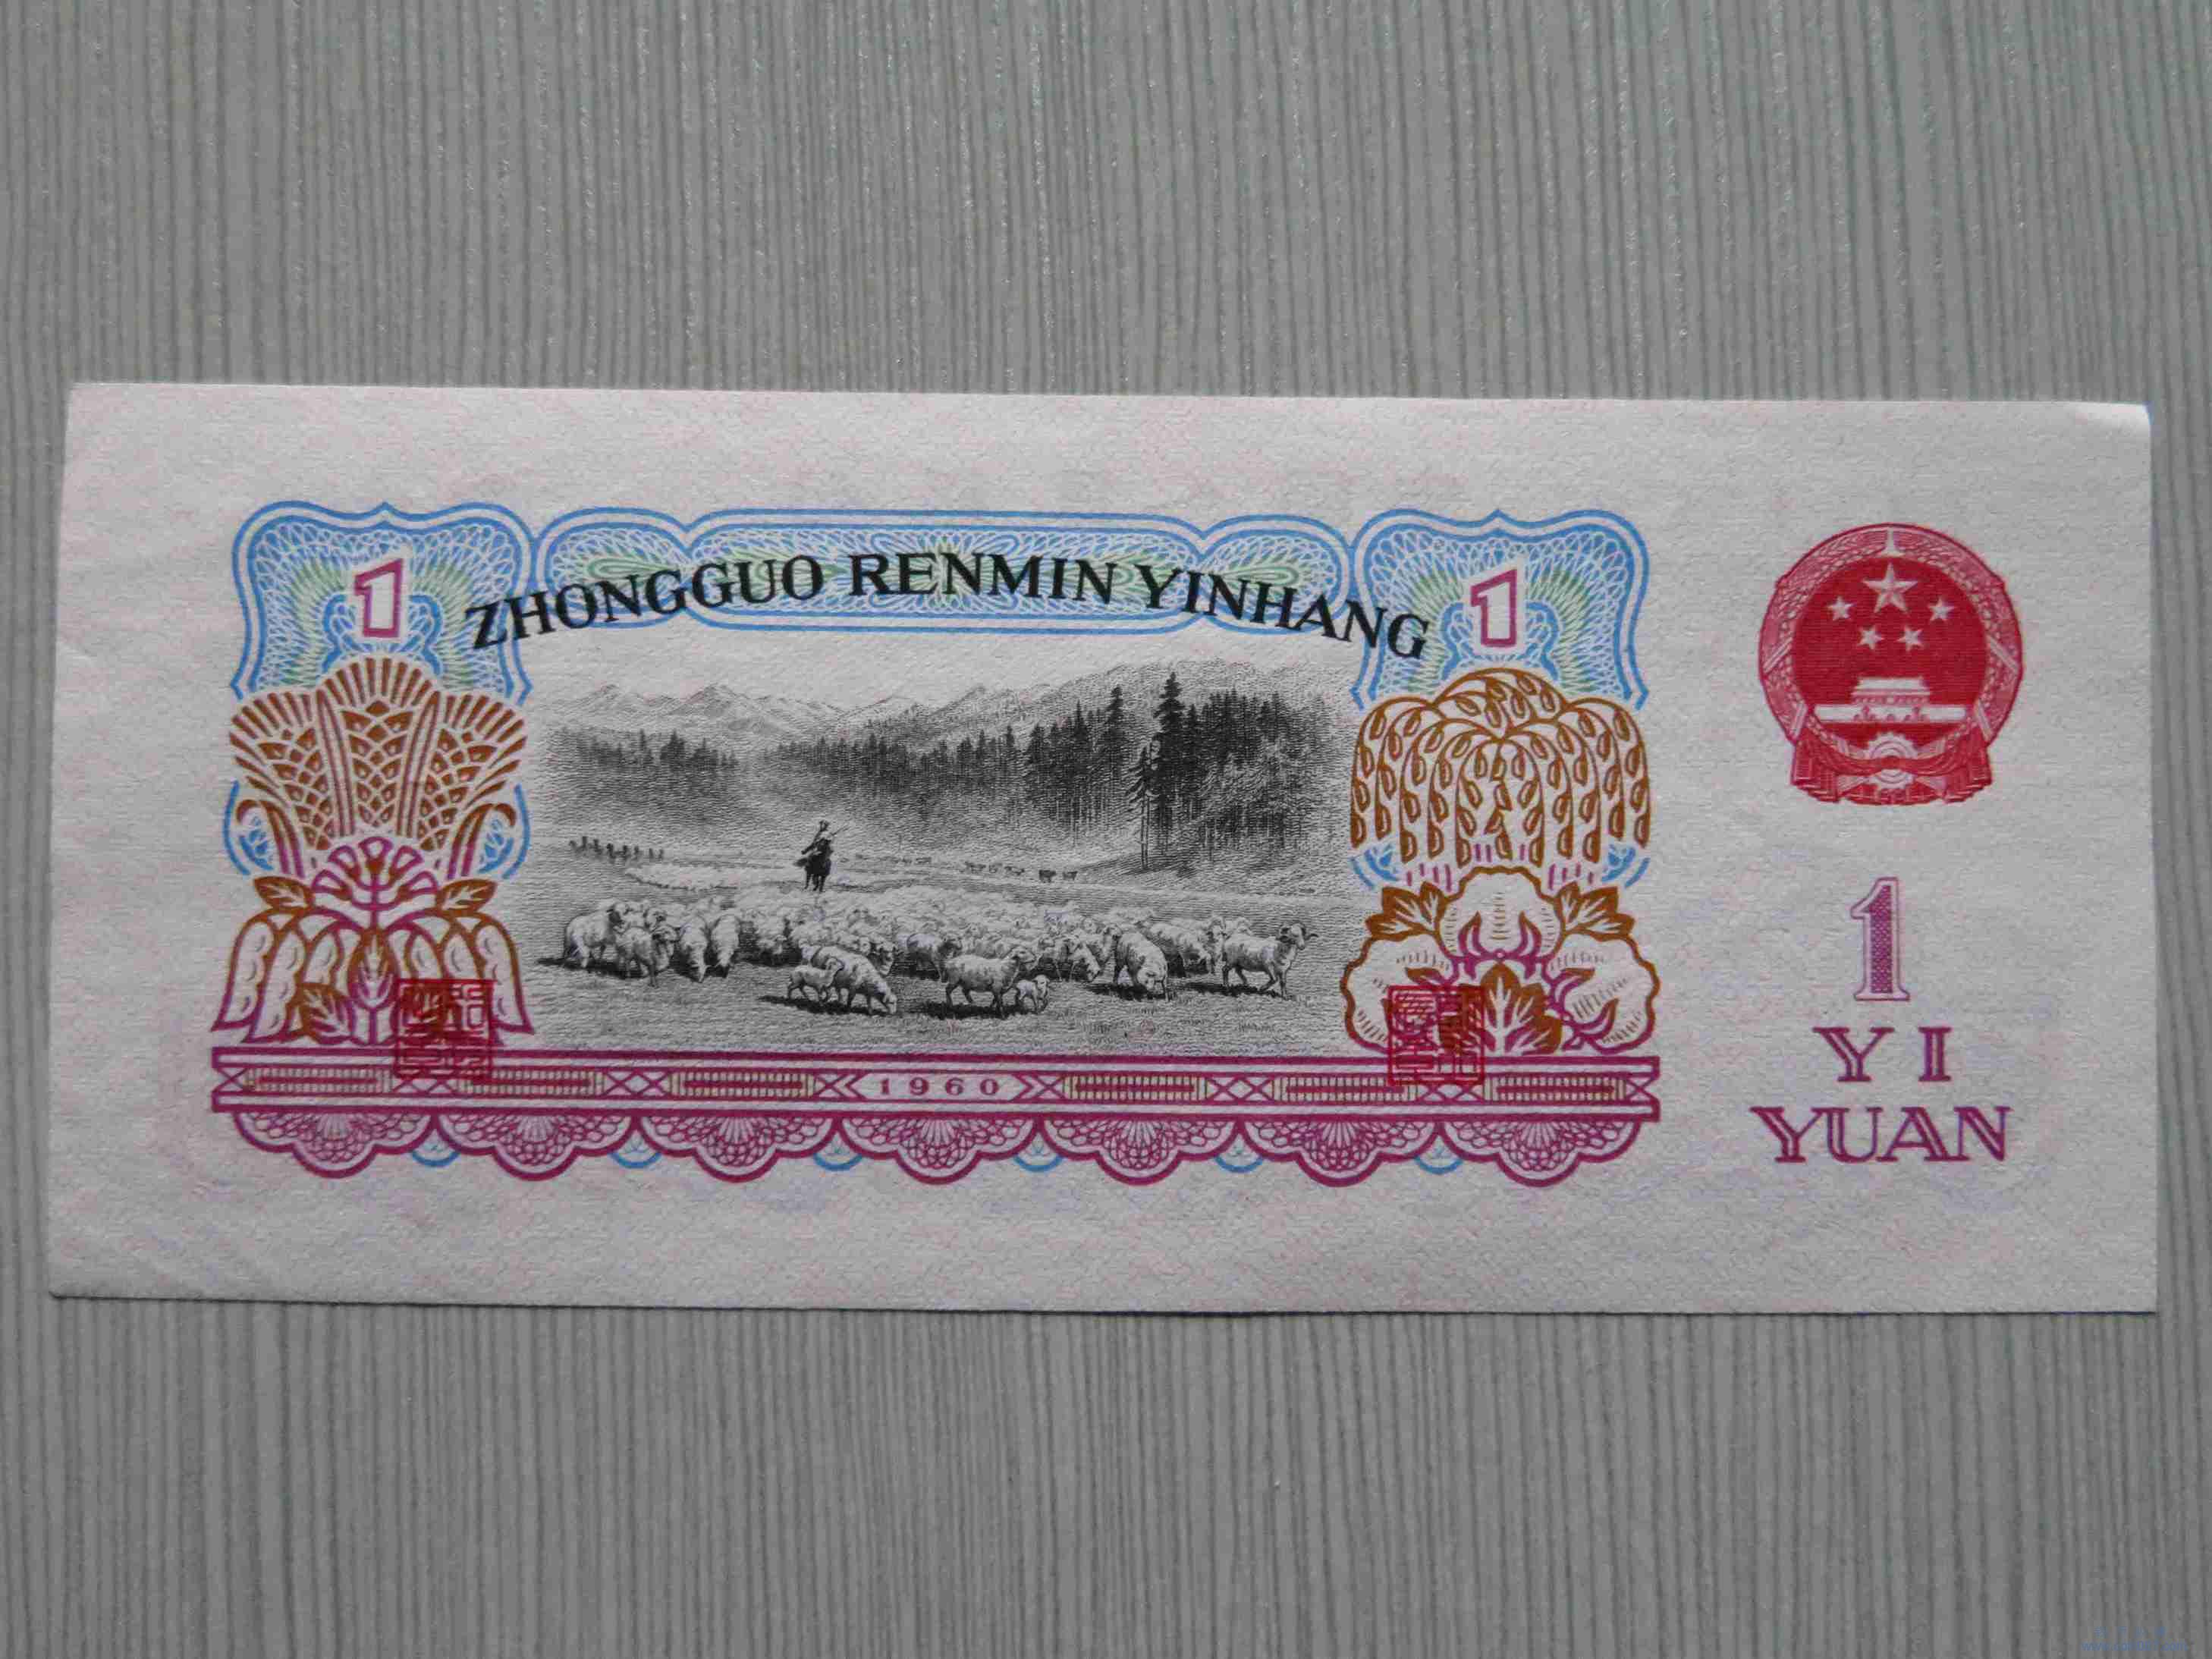 1
ZHONGGUO RENMIN YINHANG
1
1
YI
YUAN
1960